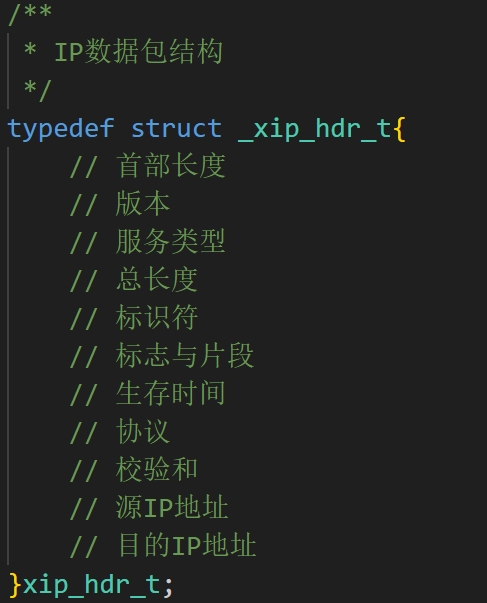 /**
 * IP数据包结构
 */
typedef struct _xip_hdr_t{
    // 首部长度
    // 版本
    // 服务类型
    // 总长度
    // 标识符
    // 标志与片段
    // 生存时间
    // 协议
    // 校验和
    // 源IP地址
    // 目的IP地址
}xip_hdr_t;